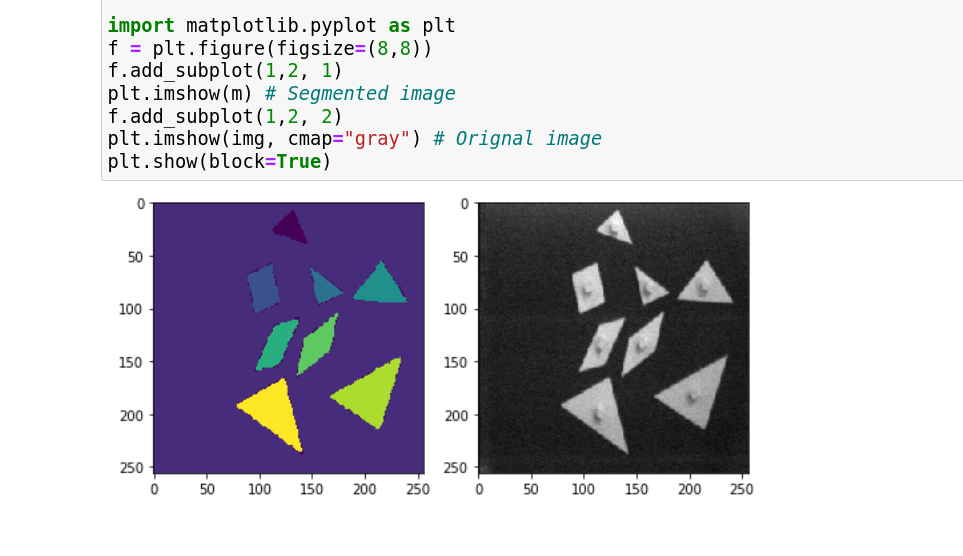 import matplotlib.pyplot as plt
f = plt.figure(figsize=(8,8))
f.add_subplot(1,2, 1)
plt.imshow(m) # Segmented image
f.add_subplot(1,2, 2)
plt.imshow(img, cmap="gray") # Orignal image
plt.show(block=True)
0
50
100
150
200
250
0 50 100 150 200 250
0
50
100
150
200
250
0 50 100 150 200 250